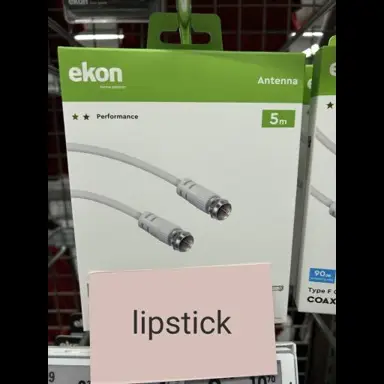 ekon
Antenna
★★ Performance
5m
90
Type F
COAX
lipstick